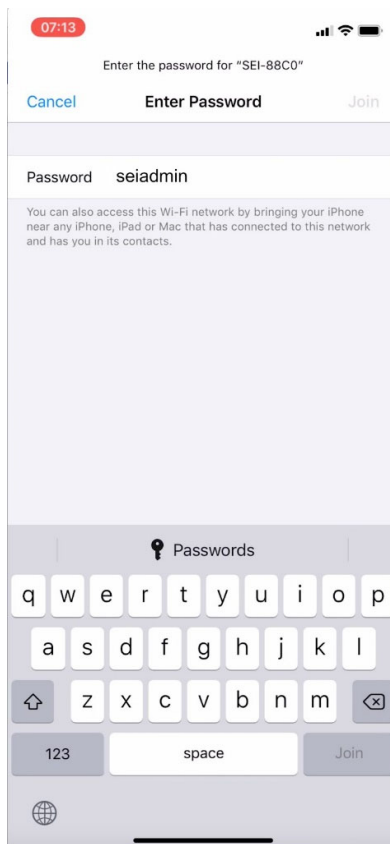 07:13
Enter the password for “SEI-88C0”
Cancel Enter Password Join
Password seiadmin
You can also access this Wi-Fi network by bringing your iPhone
near any iPhone, iPad or Mac that has connected to this network
and has you in its contacts.
Passwords
q w e r t y u i o p
a s d f g h j k l
z x c v b n m
123 space Join